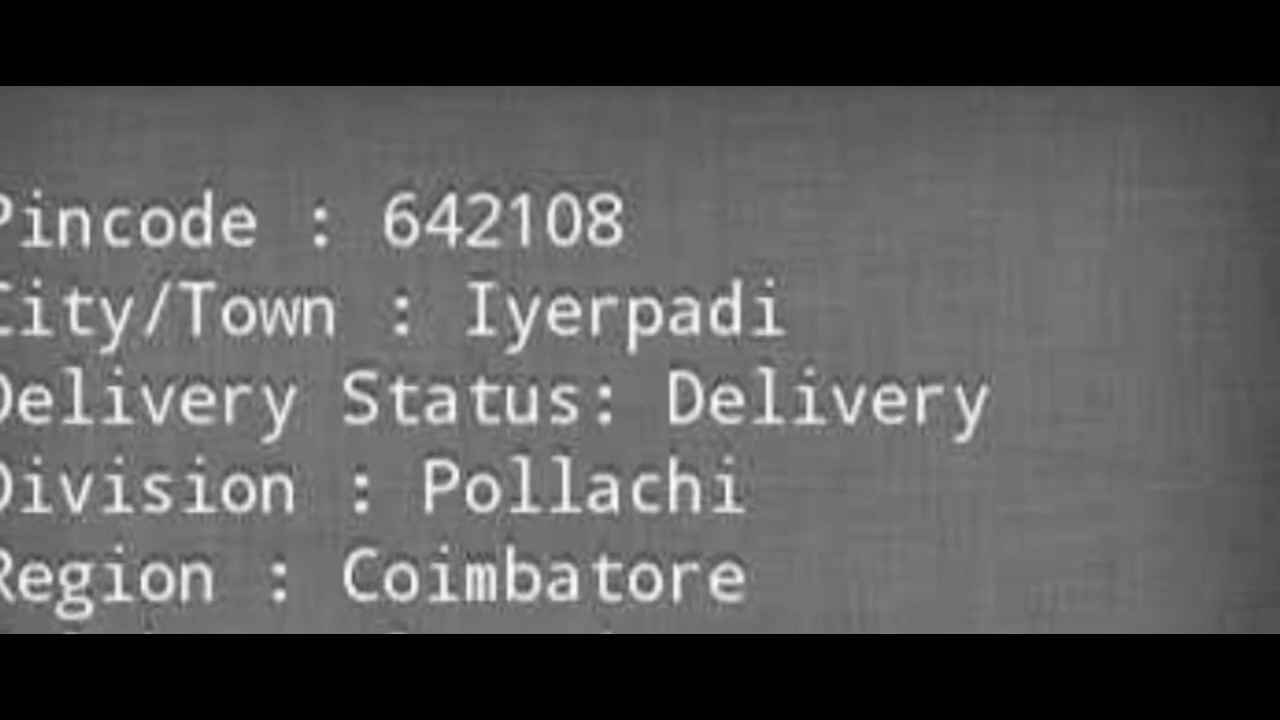 Pincode : 642108
City/Town : Iyerpadi
Delivery Status: Delivery
Division : Pollachi
Region : Coimbatore